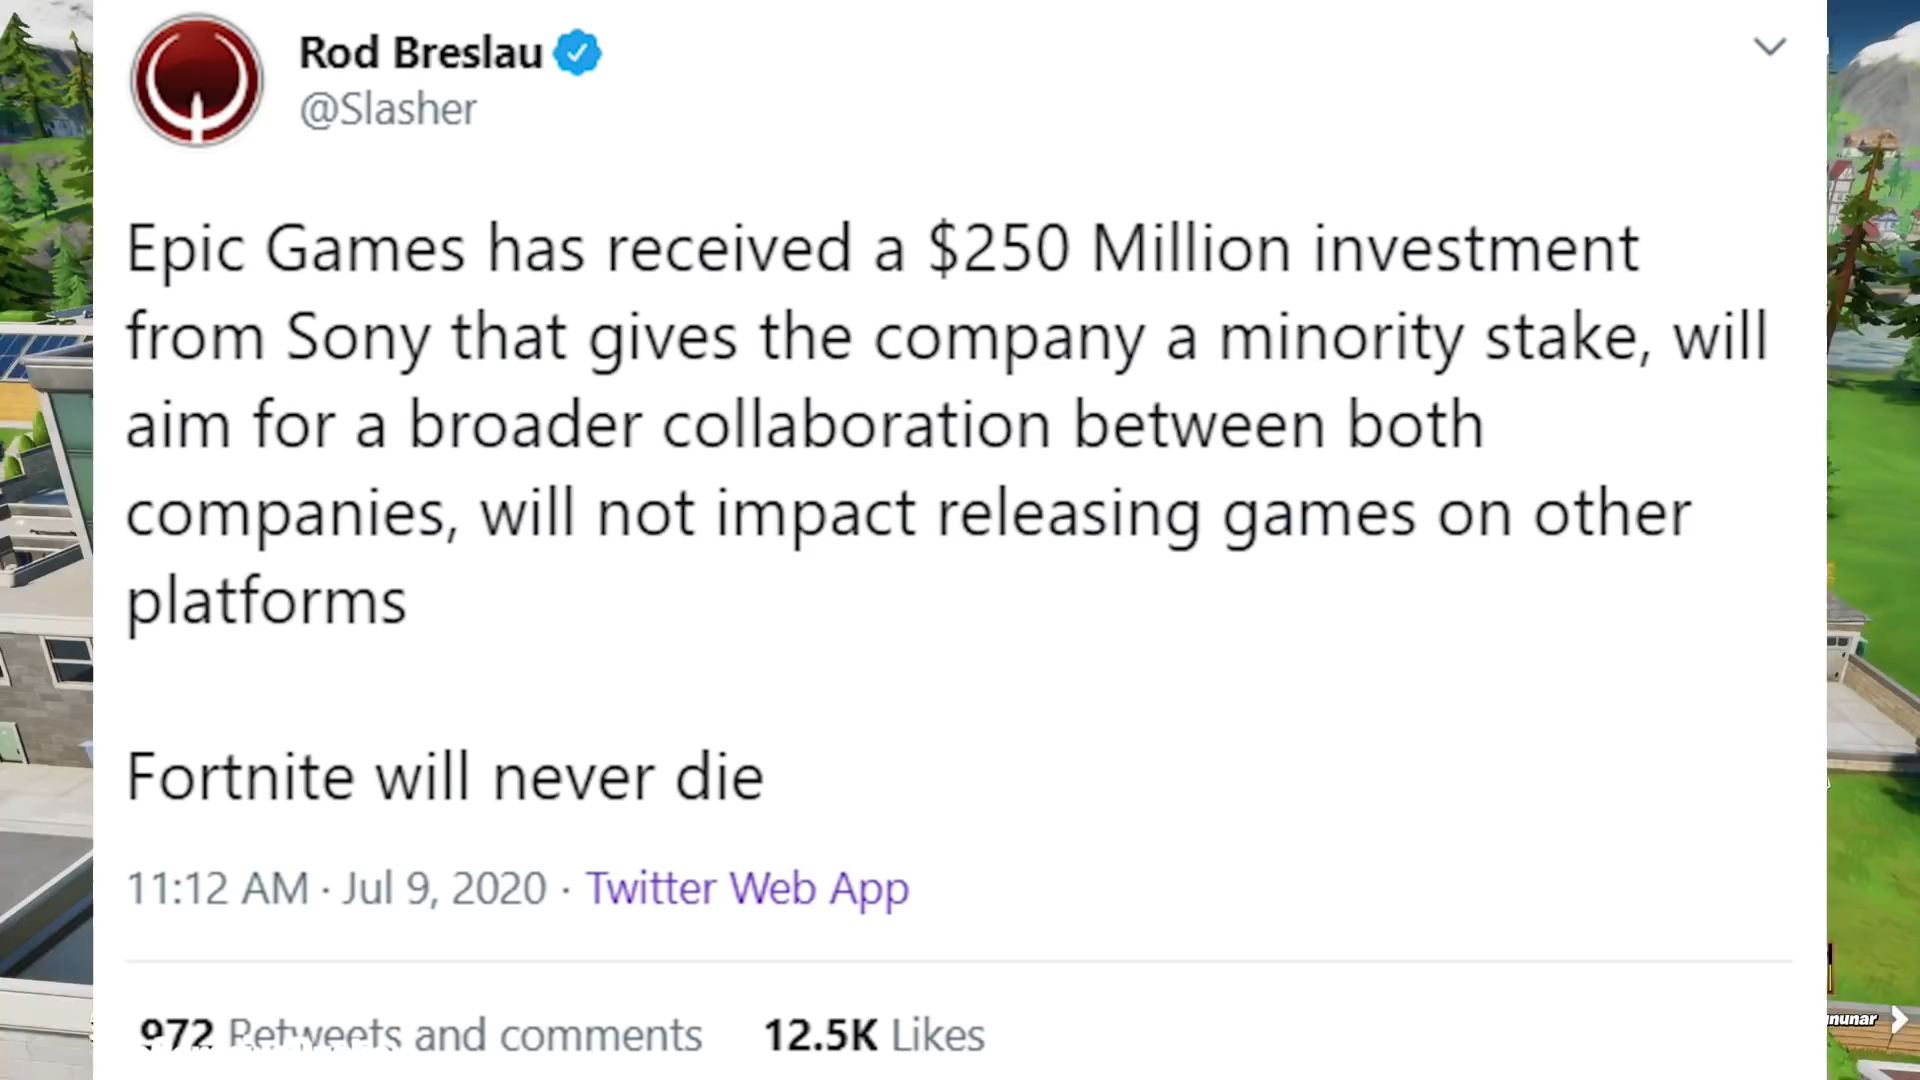 Rod Breslau
@Slasher
Epic Games has received a $250 Million investment
from Sony that gives the company a minority stake, will
aim for a broader collaboration between both
companies, will not impact releasing games on other
platforms
Fortnite will never die
11:12 AM · Jul 9, 2020 · Twitter Web App
972 Retweets and comments 12.5K Likes